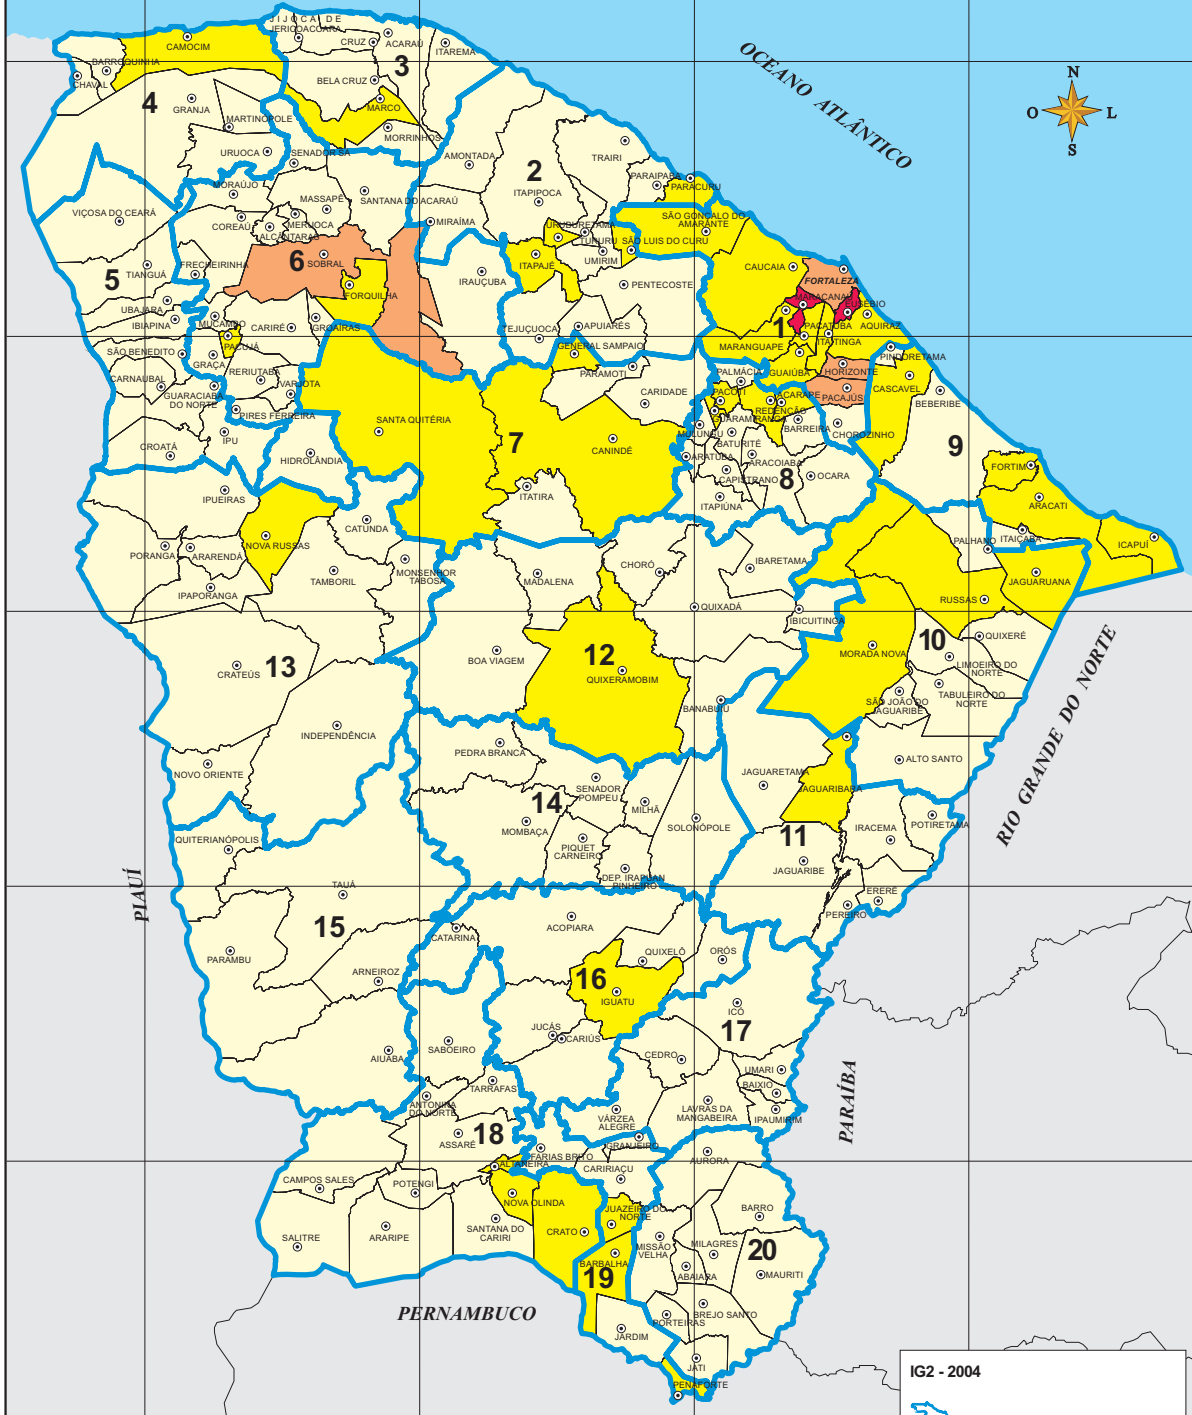 JIJOCA DE
JERICOACOARA
CRUZ
ACARAÚ
ITAREMA
CAMOCIM
BARROQUINHA
CHAVAL
BELA CRUZ
3
MARCO
4
GRANJA
MARTINÓPOLE
MORRINHOS
URUOCA
SENADOR SÁ
AMONTADA
OCEANO ATLÂNTICO
N
O
L
S
TRAIRI
2
ITAPIPOCA
PARAIPABA
PARACURU
MORAÚJO
MASSAPÊ
SANTANA DO ACARAÚ
VIÇOSA DO CEARÁ
COREAÚ
MERUOCA
ALCÂNTARAS
MIRAÍMA
URUBURETAMA
TURURU
SÃO LUIS DO CURU
SÃO GONÇALO DO
AMARANTE
UMIRIM
ITAPAJÉ
5
TIANGUÁ
FRECHEIRINHA
6
SOBRAL
FORQUILHA
IRAUÇUBA
PENTECOSTE
CAUCAIA
FORTALEZA
MARACANAÚ
EUSÉBIO
UBAJARA
IBIAPINA
MUCAMBO
CARIRÉ
GROAÍRAS
PACUJÁ
TEJUÇUOCA
APUIARÉS
GENERAL SAMPAIO
1
PACATUBA
AQUIRAZ
ITAITINGA
MARANGUAPE
SÃO BENEDITO
GRAÇA
RERIUTABA
VARJOTA
CARNAUBAL
GUARACIABA
DO NORTE
PIRES FERREIRA
PARAMOTI
CARIDADE
PALMÁCIA
GUAIÚBA
HORIZONTE
PINDORETAMA
PACAJÚS
CASCAVEL
BEBERIBE
PACOTI
ACARAPE
REDENÇÃO
GUARAMIRANGA
BARREIRA
CHOROZINHO
MULUNGU
BATURITÉ
ARATUBA
ARACOIABA
CAPISTRANO
8
OCARA
ITAPIÚNA
CROATÁ
IPU
HIDROLÂNDIA
SANTA QUITÉRIA
7
CANINDÉ
ITATIRA
9
FORTIM
ARACATI
ITAIÇABA
ICAPUÍ
IPUEIRAS
NOVA RUSSAS
CATUNDA
PORANGA
ARARENDÁ
IPAPORANGA
TAMBORIL
MONSENHOR
TABOSA
MADALENA
CHORÓ
IBARETAMA
PALHANO
JAGUARUANA
RUSSAS
QUIXADÁ
IBICUITINGA
BOA VIAGEM
12
QUIXERAMOBIM
MORADA NOVA
10
QUIXERÉ
LIMOEIRO DO
NORTE
TABULEIRO DO
NORTE
SÃO JOÃO DO
JAGUARIBE
CRATEÚS
13
BANABUIÚ
INDEPENDÊNCIA
PEDRA BRANCA
ALTO SANTO
NOVO ORIENTE
JAGUARETAMA
JAGUARIBARA
RIO GRANDE DO NORTE
SENADOR
POMPEU
14
MILHÃ
MOMBAÇA
SOLONÓPOLE
PIQUET
CARNEIRO
DEP. IRAPUAN
PINHEIRO
IRACEMA
POTIRETAMA
11
JAGUARIBE
ERERÊ
PEREIRO
QUITERIANÓPOLIS
PIAUÍ
TAUÁ
15
PARAMBU
ARNEIROZ
CATARINA
ACOPIARA
QUIXELÔ
ORÓS
16
IGUATU
ICÓ
17
JUCÁS
CARIÚS
AIUABA
SABOEIRO
CEDRO
UMARI
BAIXIO
IPAUMIRIM
PARAÍBA
TARRAFAS
ANTONINA
DO NORTE
VÁRZEA
ALEGRE
LAVRAS DA
MANGABEIRA
ASSARÉ
18
GRANJEIRO
ALTANEIRA
FARIAS BRITO
CARIRIAÇU
AURORA
CAMPOS SALES
POTENGI
NOVA OLINDA
JUAZEIRO DO
NORTE
BARRO
SALITRE
ARARIPE
SANTANA DO
CARIRI
CRATO
MISSÃO
VELHA
MILAGRES
20
BARBALHA
19
ABAIARA
MAURITI
PERNAMBUCO
BREJO SANTO
PORTEIRAS
JARDIM
JATI
PENAFORTE
IG2 - 2004